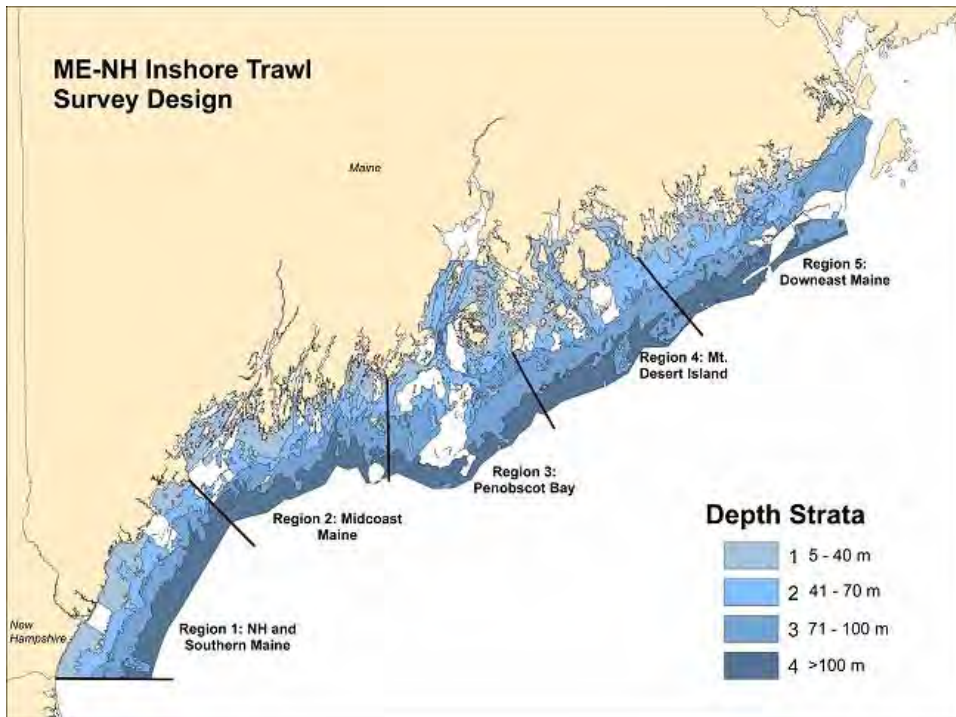 ME-NH Inshore Trawl
Survey Design
Maine
Region 5:
Downeast Maine
Region 4: Mt.
Desert Island
Region 3:
Penobscot Bay
Region 2: Midcoast
Maine
Region 1: NH and
Southern Maine
New
Hampshire
Depth Strata
1 5 - 40 m
2 41 - 70 m
3 71 - 100 m
4 >100 m